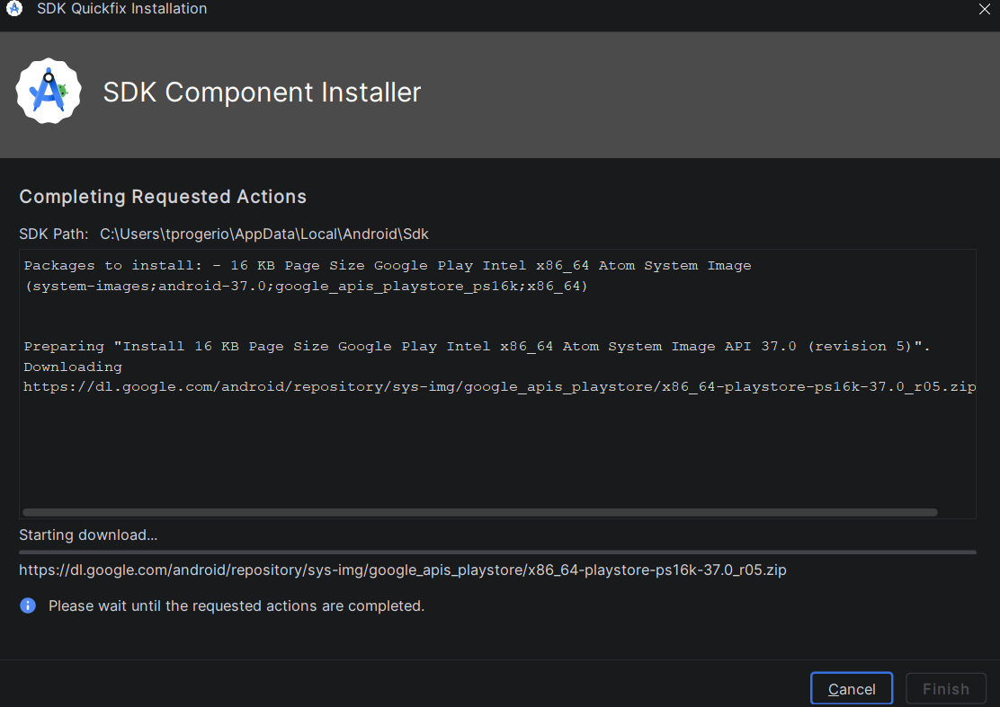 SDK Quickfix Installation
SDK Component Installer
Completing Requested Actions
SDK Path: C:\Users\tprogerio\AppData\Local\Android\Sdk
Packages to install: - 16 KB Page Size Google Play Intel x86_64 Atom System Image
(system-images;android-37.0;google_apis_playstore_ps16k;x86_64)
Preparing "Install 16 KB Page Size Google Play Intel x86_64 Atom System Image API 37.0 (revision 5)".
Downloading
https://dl.google.com/android/repository/sys-img/google_apis_playstore/x86_64-playstore-ps16k-37.0_r05.zip
Starting download...
https://dl.google.com/android/repository/sys-img/google_apis_playstore/x86_64-playstore-ps16k-37.0_r05.zip
Please wait until the requested actions are completed.
Cancel
Finish